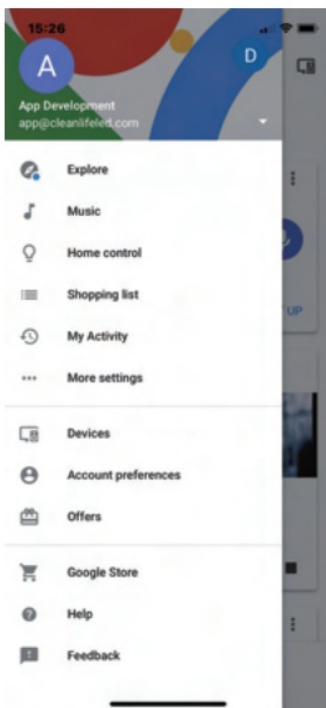 15:26
A
D
App Development
app@cleanlifeled.com
Explore
Music
Home control
Shopping list
My Activity
More settings
Devices
Account preferences
Offers
Google Store
Help
Feedback
UP